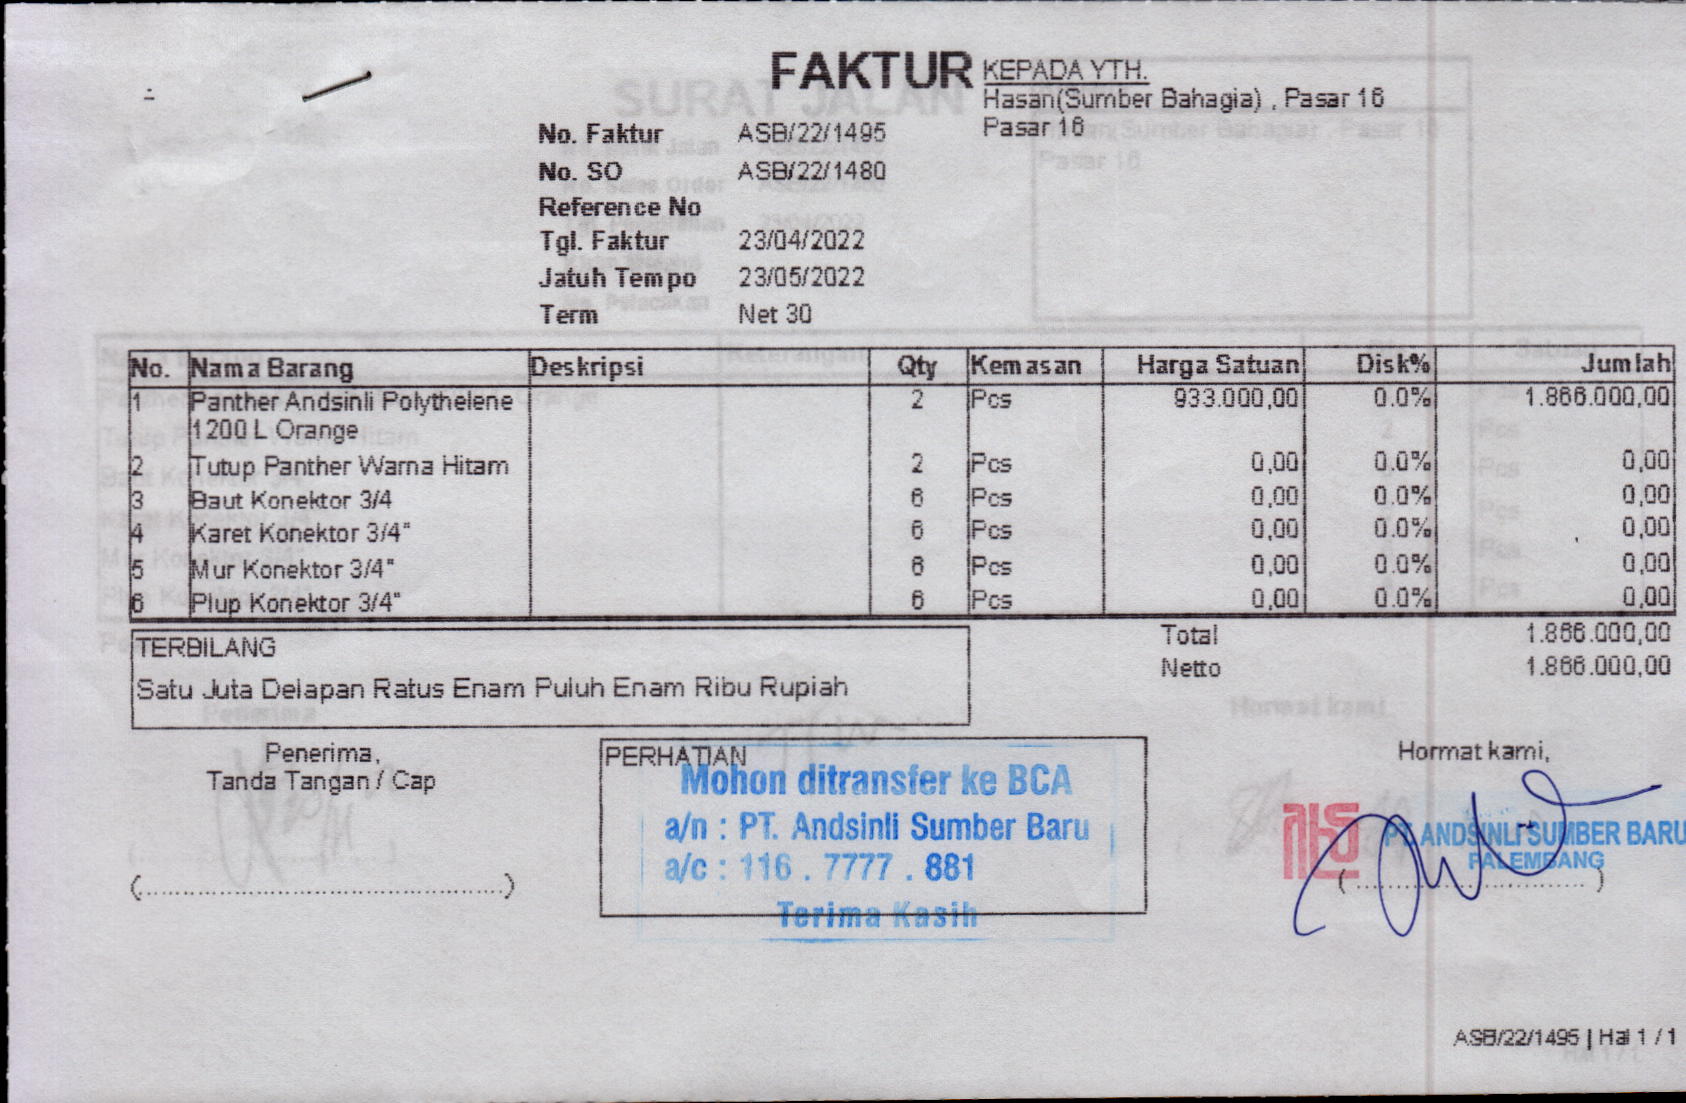 FAKTUR
KEPADA YTH.
Hasan(Sumber Bahagia) , Pasar 16
Pasar 16
No. Faktur ASB/22/1495
No. SO ASB/22/1480
Reference No
Tgl. Faktur 23/04/2022
Jatuh Tempo 23/05/2022
Term Net 30
No. Nama Barang Deskripsi Qty Kemasan Harga Satuan Disk% Jumlah
1 Panther Andsinli Polythelene 2 Pcs 933.000,00 0.0% 1.866.000,00
1200 L Orange
2 Tutup Panther Warna Hitam 2 Pcs 0,00 0.0% 0,00
3 Baut Konektor 3/4 6 Pcs 0,00 0.0% 0,00
4 Karet Konektor 3/4" 6 Pcs 0,00 0.0% 0,00
5 Mur Konektor 3/4" 6 Pcs 0,00 0.0% 0,00
6 Plup Konektor 3/4" 6 Pcs 0,00 0.0% 0,00
Total 1.866.000,00
Netto 1.866.000,00
TERBILANG
Satu Juta Delapan Ratus Enam Puluh Enam Ribu Rupiah
Penerima,
Tanda Tangan / Cap
(..................................................)
PERHATIAN
Mohon ditransfer ke BCA
a/n : PT. Andsinli Sumber Baru
a/c : 116 . 7777 . 881
Terima Kasih
Hormat kami,
PT. ANDSINLI SUMBER BARU
PALEMBANG
(................................)
ASB/22/1495 | Hal 1 / 1